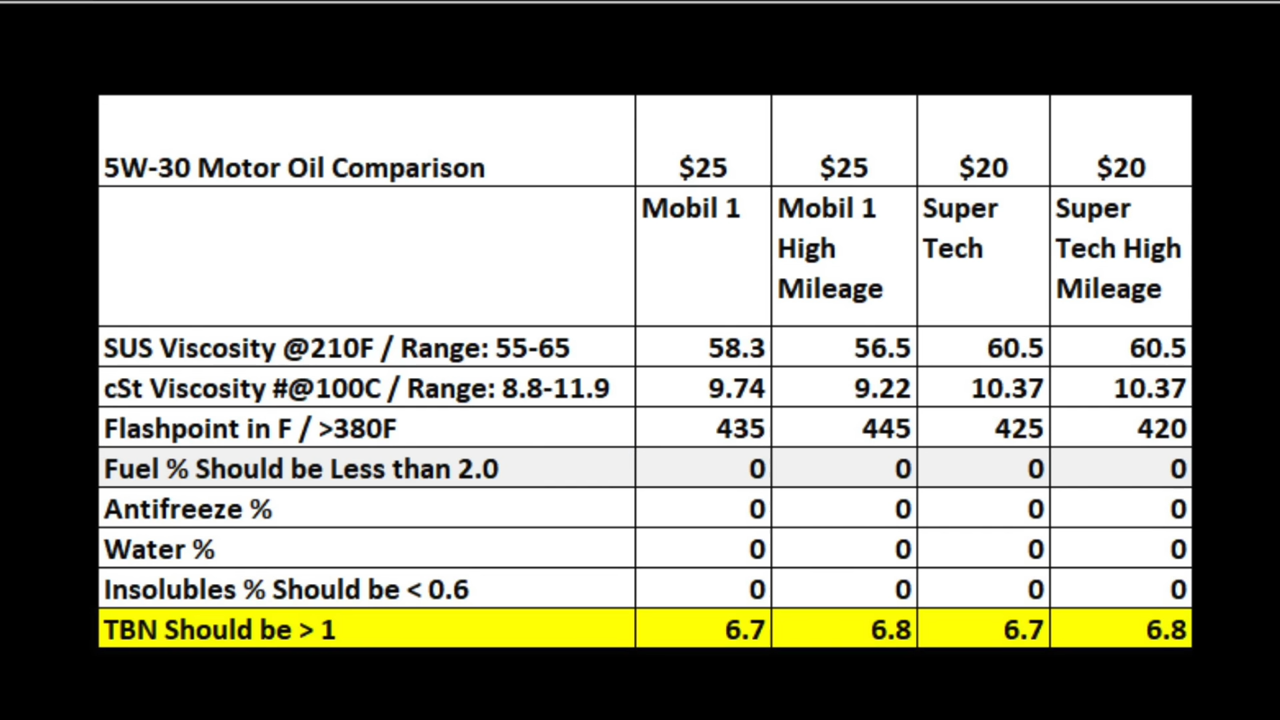 5W-30 Motor Oil Comparison $25 $25 $20 $20
Mobil 1 Mobil 1 High Mileage Super Tech Super Tech High Mileage
SUS Viscosity @210F / Range: 55-65 58.3 56.5 60.5 60.5
cSt Viscosity #@100C / Range: 8.8-11.9 9.74 9.22 10.37 10.37
Flashpoint in F / >380F 435 445 425 420
Fuel % Should be Less than 2.0 0 0 0 0
Antifreeze % 0 0 0 0
Water % 0 0 0 0
Insolubles % Should be < 0.6 0 0 0 0
TBN Should be > 1 6.7 6.8 6.7 6.8